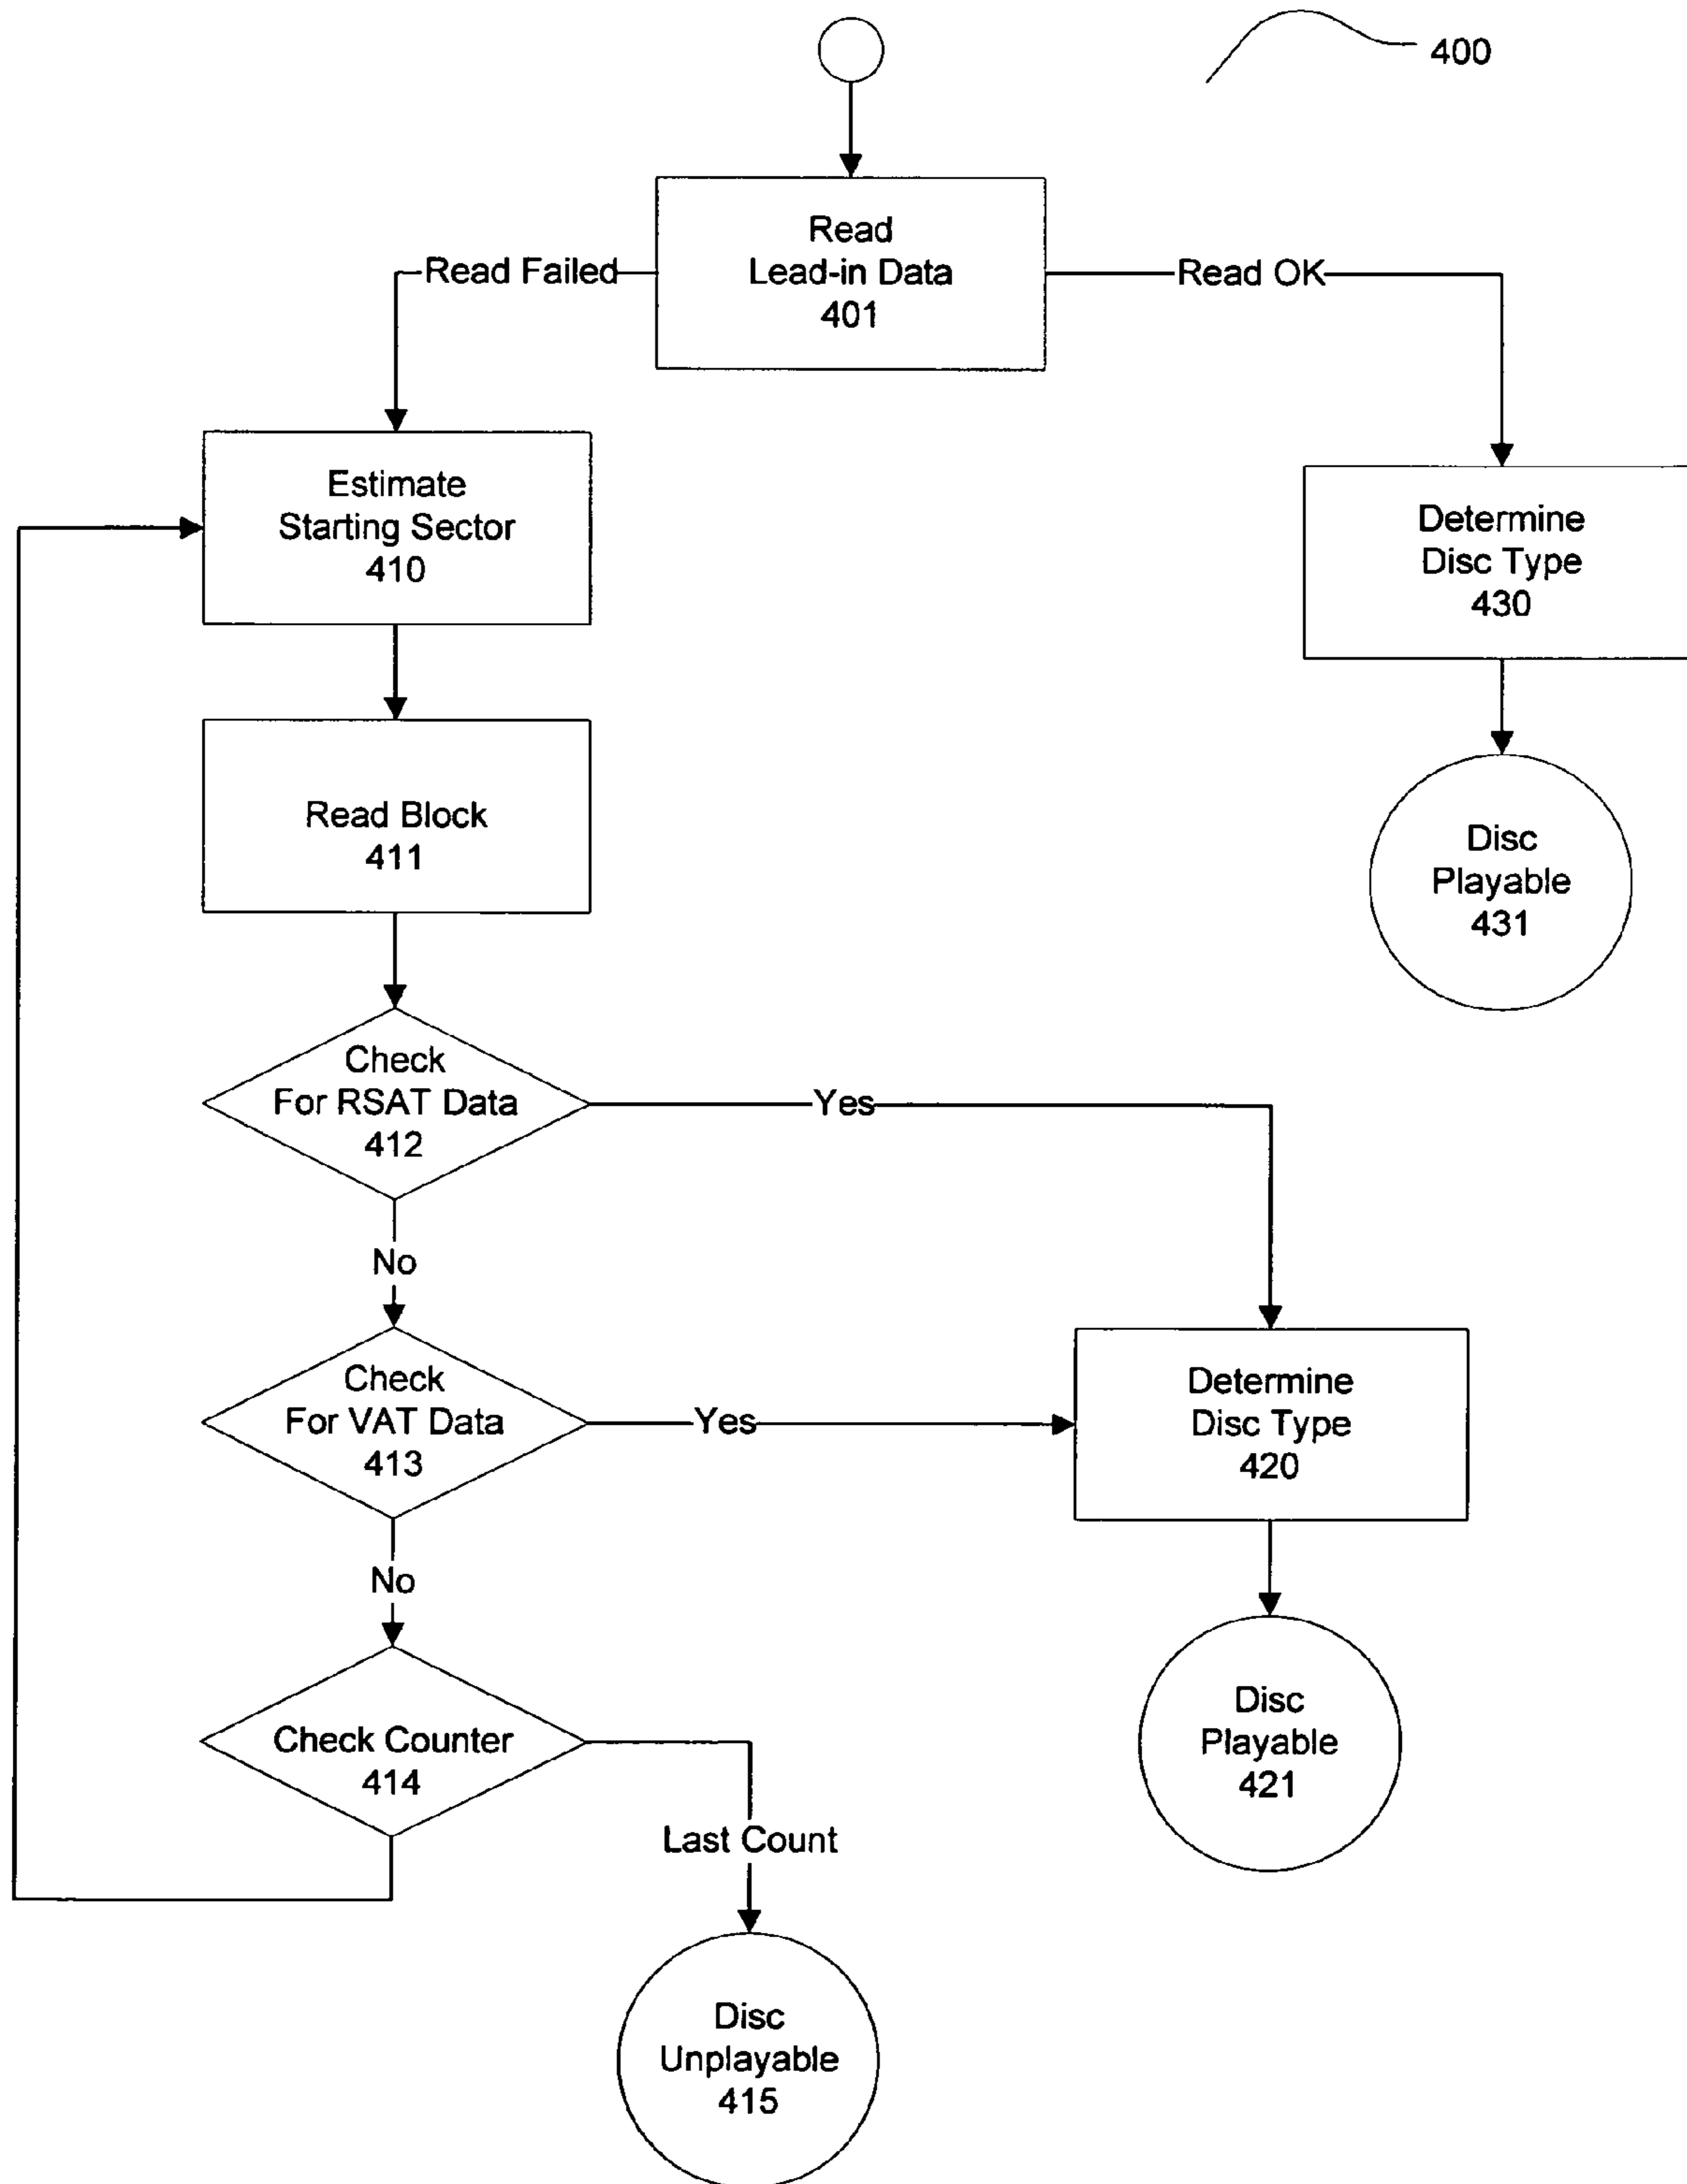 400
Read
Lead-in Data
401
Read Failed
Read OK
Estimate
Starting Sector
410
Determine
Disc Type
430
Read Block
411
Disc
Playable
431
Check
For RSAT Data
412
Yes
No
Check
For VAT Data
413
Yes
Determine
Disc Type
420
No
Check Counter
414
Disc
Playable
421
Last Count
Disc
Unplayable
415